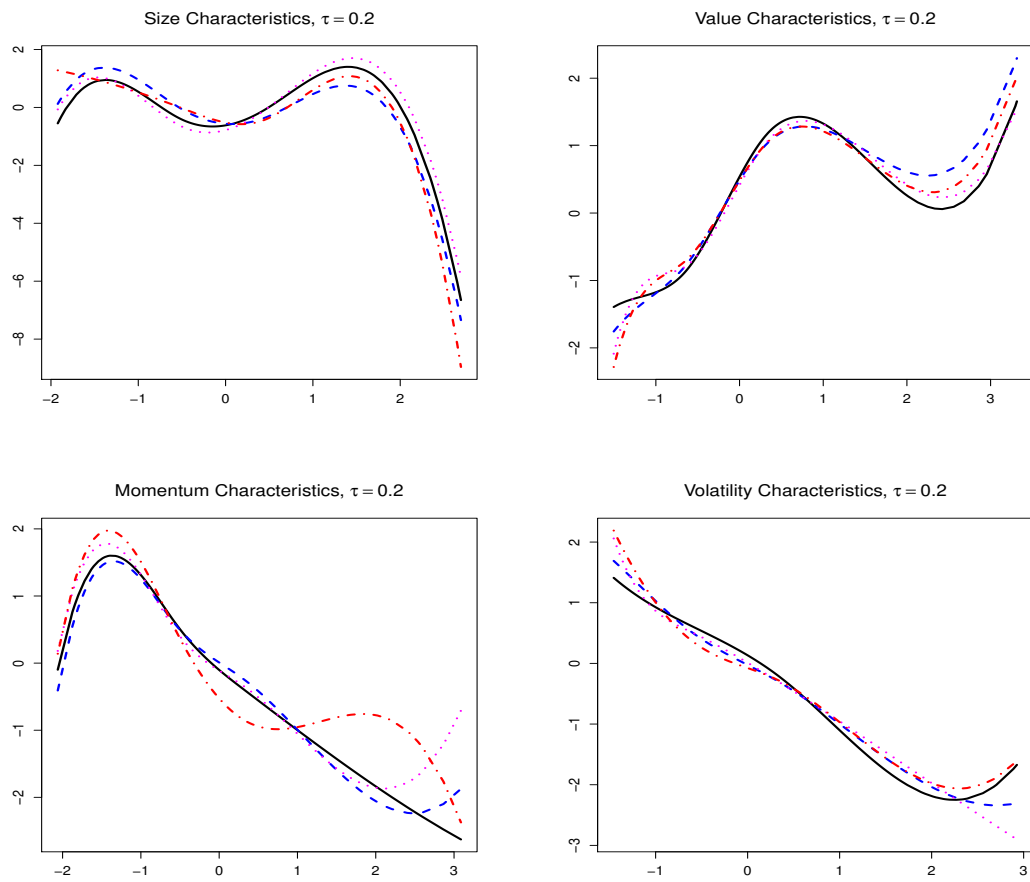 Size Characteristics, τ = 0.2
2
0
−2
−4
−6
−8
−2 −1 0 1 2
Value Characteristics, τ = 0.2
2
1
0
−1
−2
−1 0 1 2 3
Momentum Characteristics, τ = 0.2
2
1
0
−1
−2
−2 −1 0 1 2 3
Volatility Characteristics, τ = 0.2
2
1
0
−1
−2
−3
−1 0 1 2 3